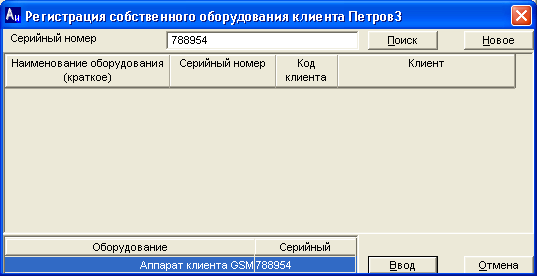 Aи Регистрация собственного оборудования клиента Петров3
Серийный номер 788954 Поиск Новое
Наименование оборудования (краткое) Серийный номер Код клиента Клиент
Оборудование Серийный
Аппарат клиента GSM 788954 Ввод Отмена